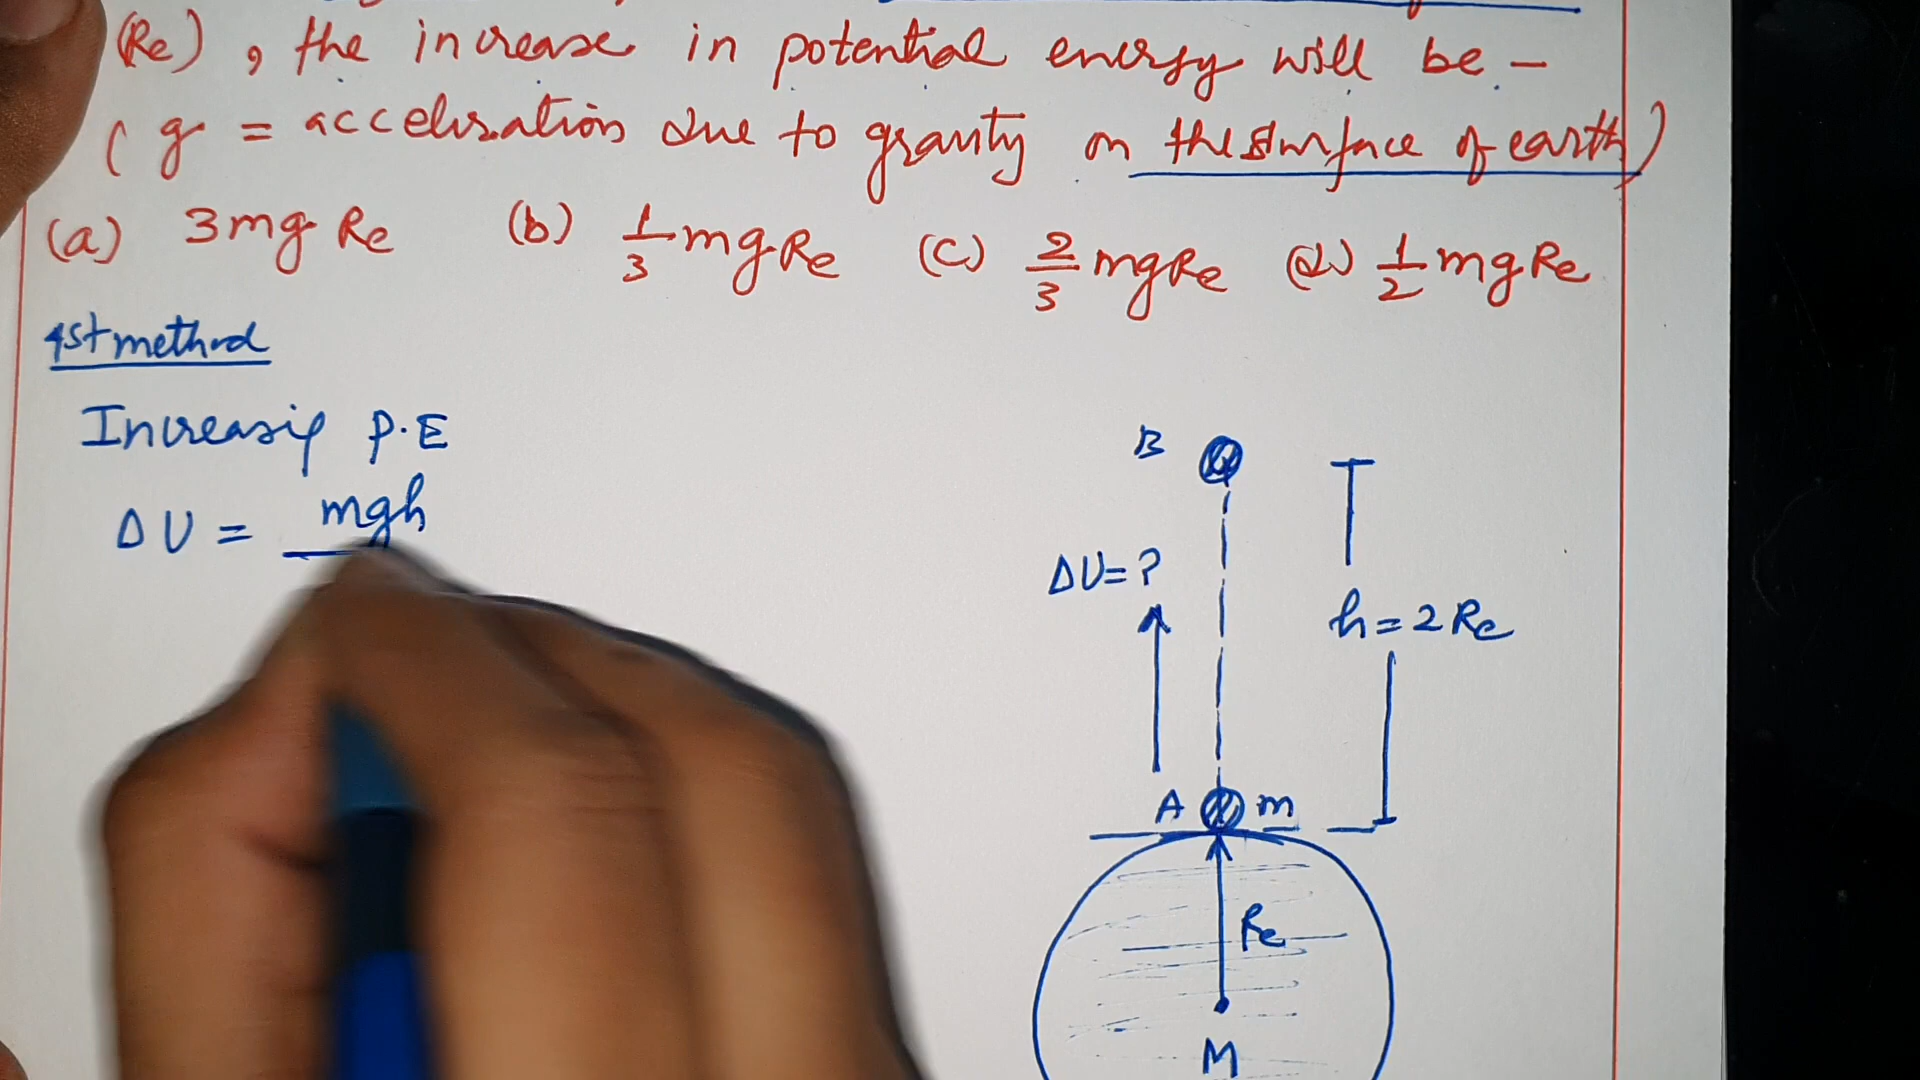 (Re), the increase in potential energy will be -
(g = acceleration due to gravity on the surface of earth)
(a) 3mg Re (b) 1/3 mgRe (c) 2/3 mgRe (d) 1/2 mgRe
1st method
Increasing P.E
ΔU = mgh
B
ΔU=?
h=2Re
A m
Re
M